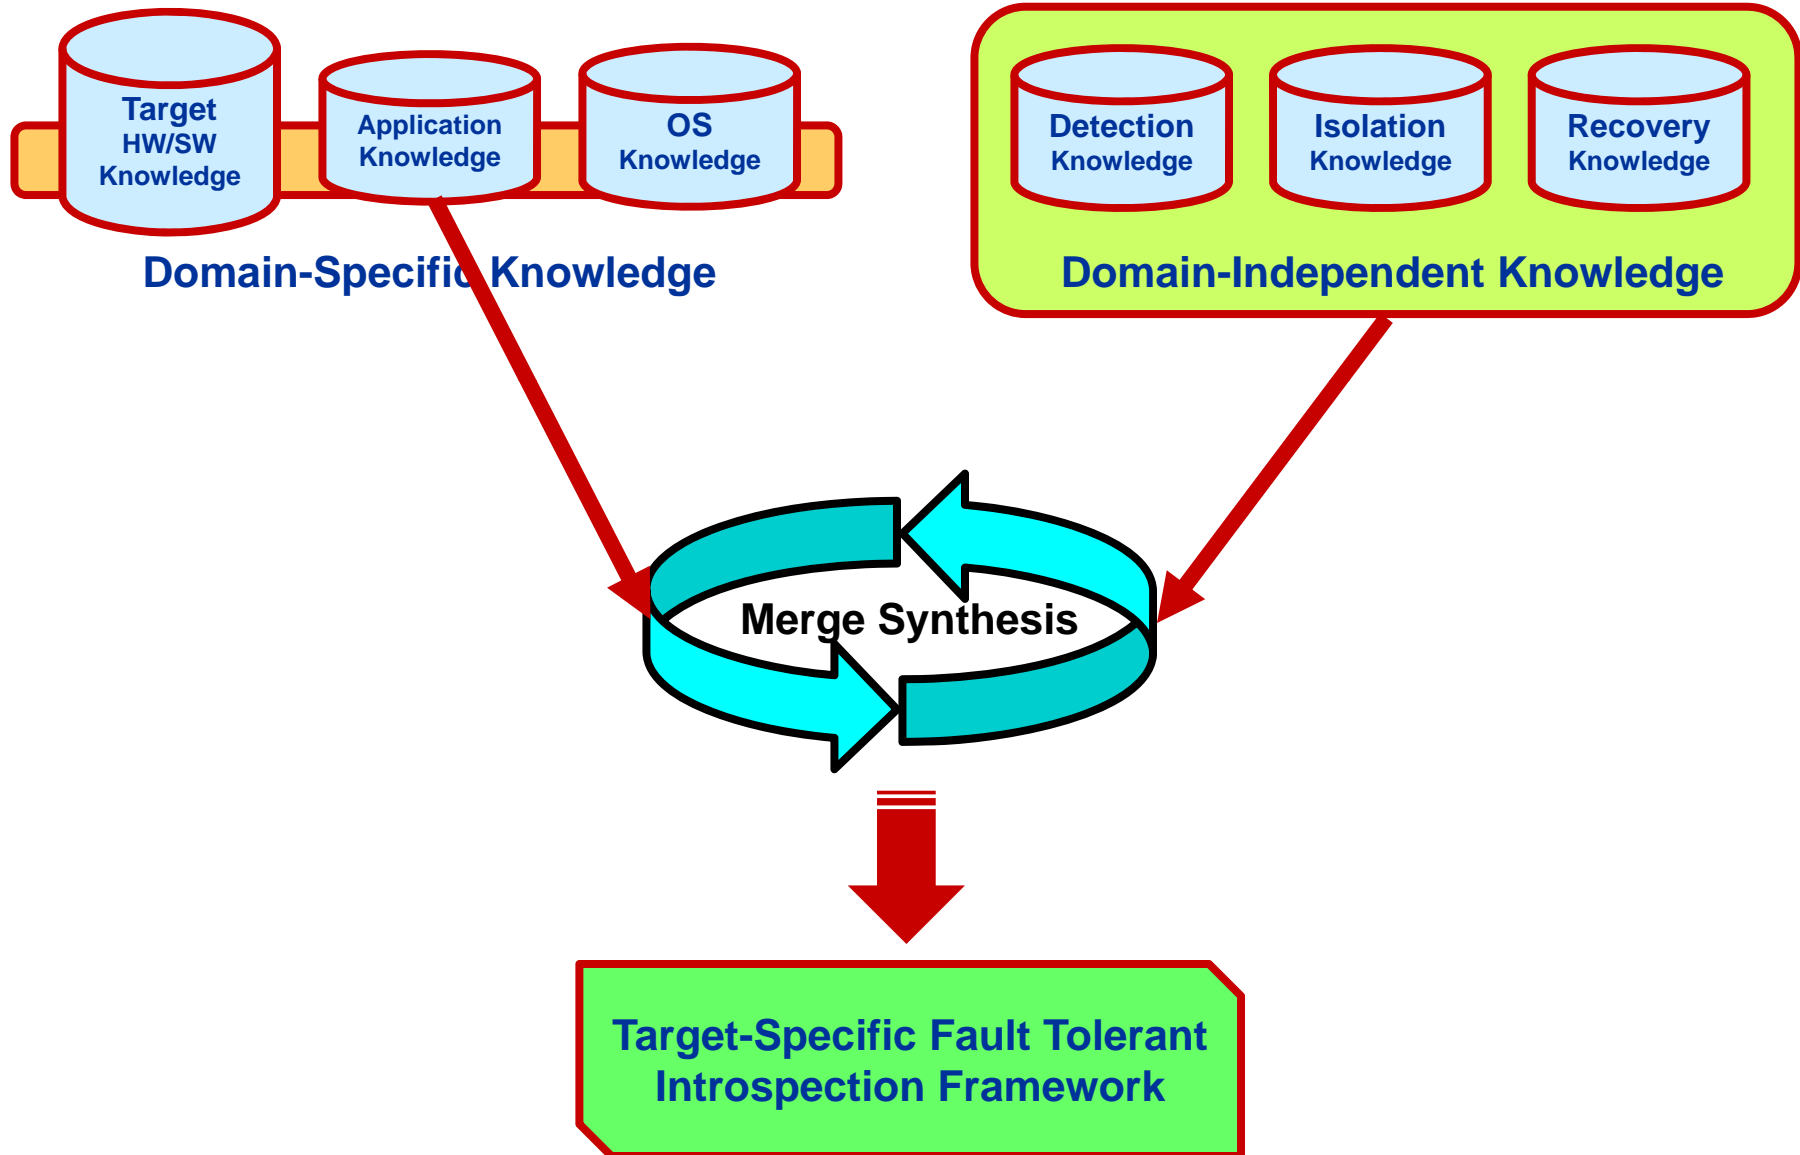 Target
HW/SW
Knowledge
Application
Knowledge
OS
Knowledge
Domain-Specific Knowledge
Detection
Knowledge
Isolation
Knowledge
Recovery
Knowledge
Domain-Independent Knowledge
Merge Synthesis
Target-Specific Fault Tolerant
Introspection Framework